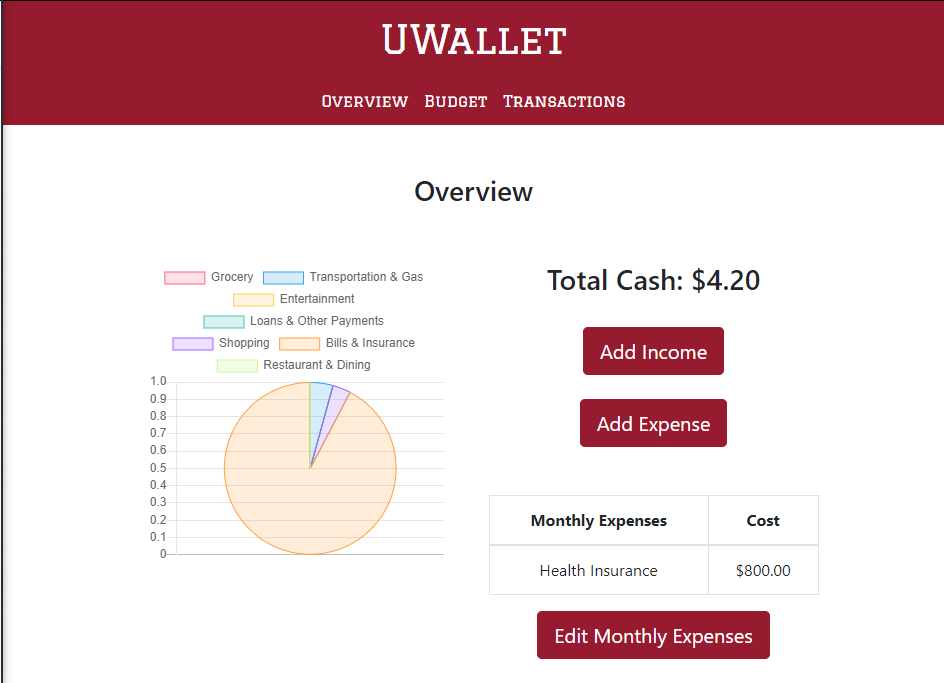 UWALLET
OVERVIEW BUDGET TRANSACTIONS
Overview
Grocery Transportation & Gas
Entertainment
Loans & Other Payments
Shopping Bills & Insurance
Restaurant & Dining
1.0
0.9
0.8
0.7
0.6
0.5
0.4
0.3
0.2
0.1
0
Total Cash: $4.20
Add Income
Add Expense
Monthly Expenses Cost
Health Insurance $800.00
Edit Monthly Expenses